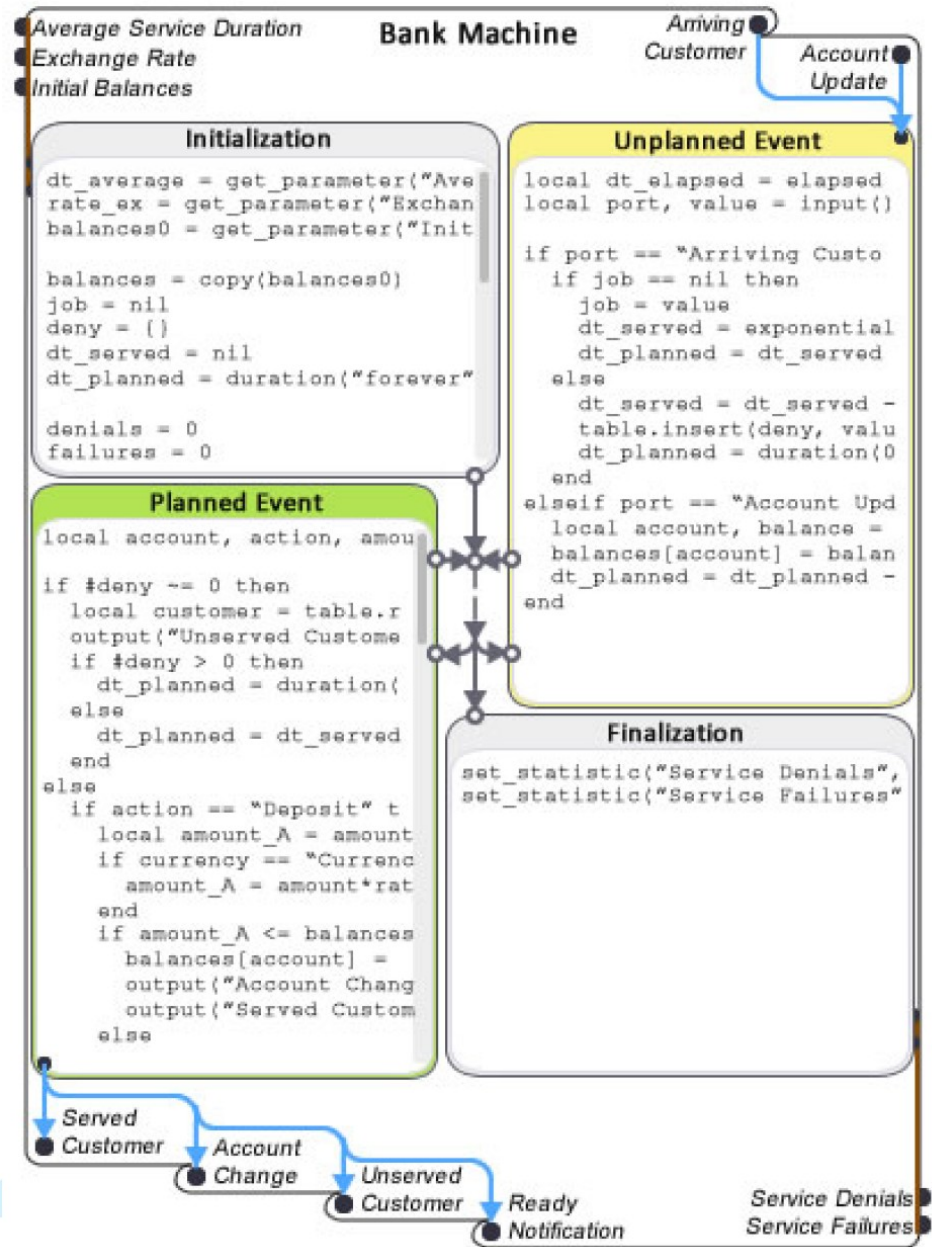 Average Service Duration
Exchange Rate
Initial Balances
Bank Machine
Arriving
Customer
Account
Update
Initialization
dt_average = get_parameter("Ave
rate_ex = get_parameter("Exchan
balances0 = get_parameter("Init
balances = copy(balances0)
job = nil
deny = {}
dt_served = nil
dt_planned = duration("forever"
denials = 0
failures = 0
Unplanned Event
local dt_elapsed = elapsed
local port, value = input()
if port == "Arriving Custo
if job == nil then
job = value
dt_served = exponential
dt_planned = dt_served
else
dt_served = dt_served -
table.insert(deny, valu
dt_planned = duration(0
end
elseif port == "Account Upd
local account, balance =
balances[account] = balan
dt_planned = dt_planned -
end
Planned Event
local account, action, amou
if #deny ~= 0 then
local customer = table.r
output("Unserved Custome
if #deny > 0 then
dt_planned = duration(
else
dt_planned = dt_served
end
else
if action == "Deposit" t
local amount_A = amount
if currency == "Currenc
amount_A = amount*rat
end
if amount_A <= balances
balances[account] =
output("Account Chang
output("Served Custom
else
Finalization
set_statistic("Service Denials",
set_statistic("Service Failures"
Served
Customer
Account
Change
Unserved
Customer
Ready
Notification
Service Denials
Service Failures